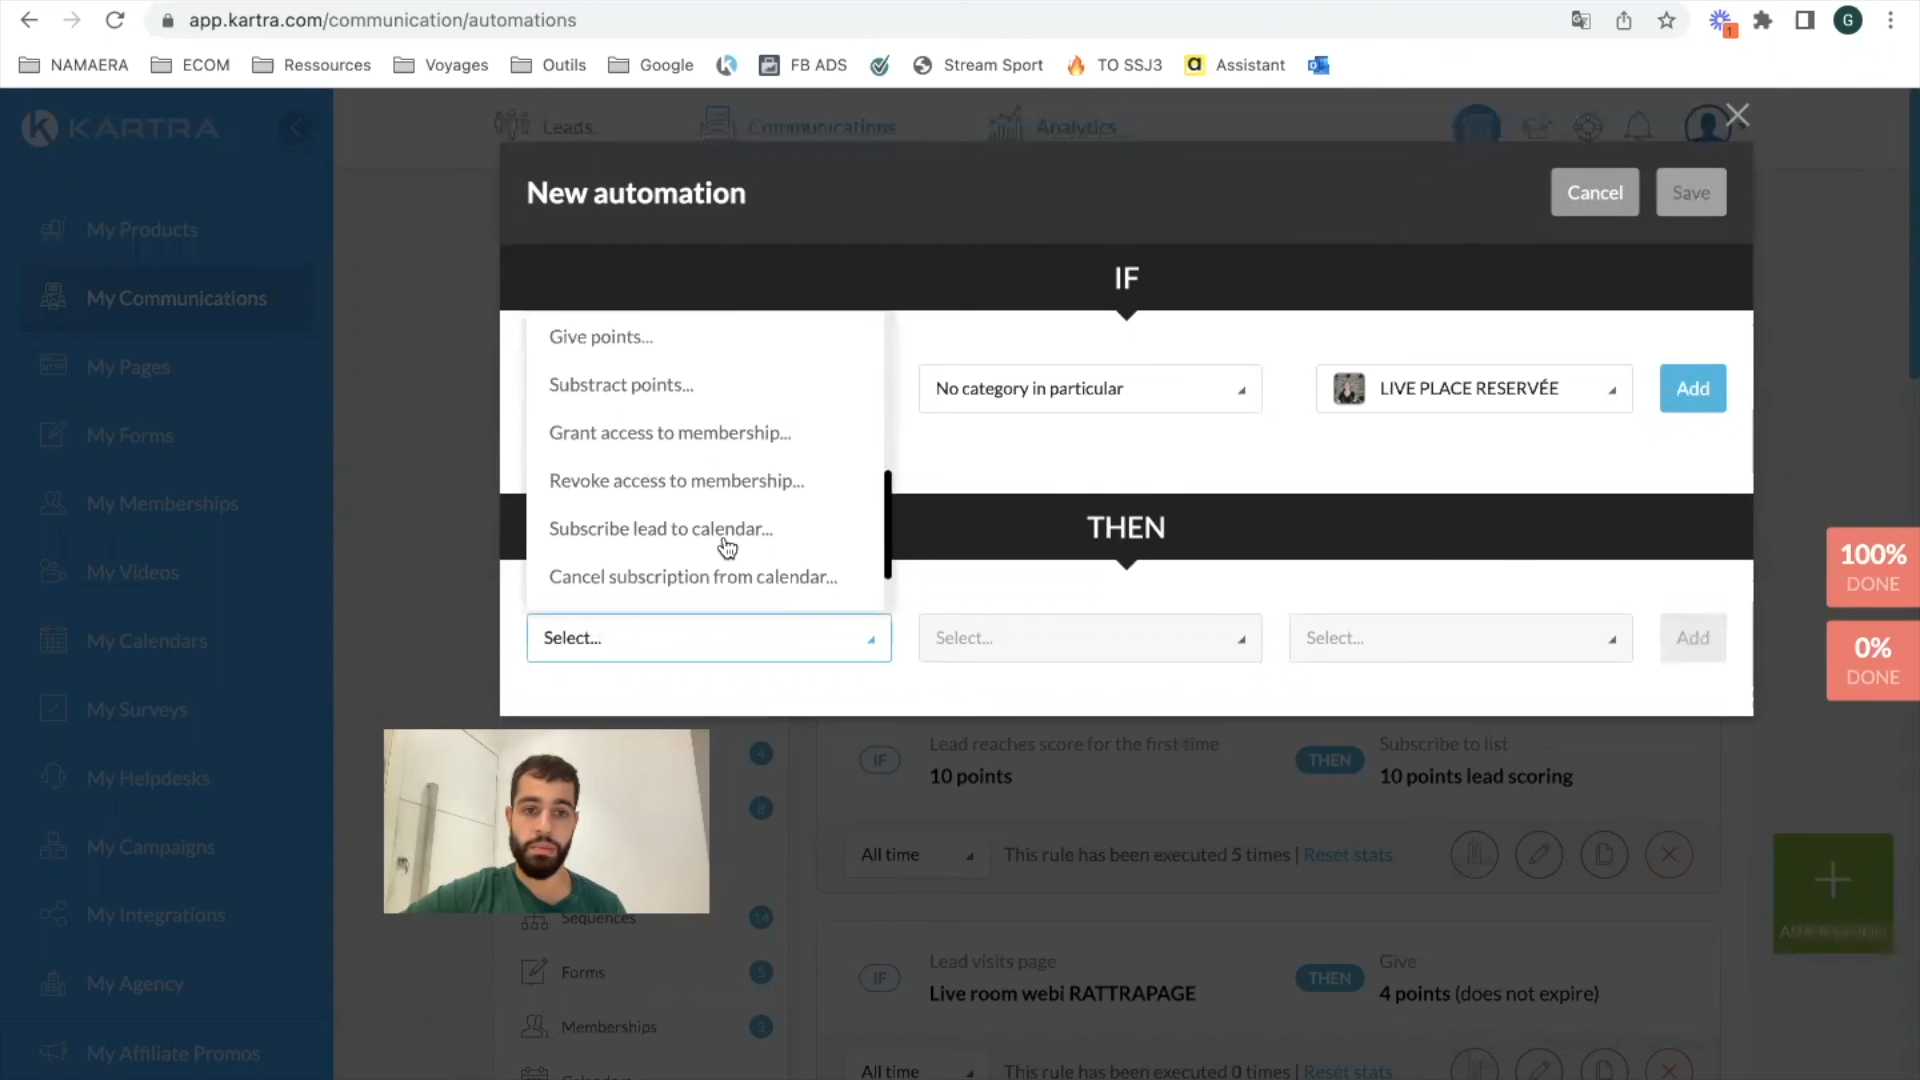 app.kartra.com/communication/automations
1
G
NAMAERA
ECOM
Ressources
Voyages
Outils
Google
FB ADS
Stream Sport
TO SSJ3
a
Assistant
K KARTRA
Leads
Communications
Analytics
New automation
Cancel
Save
IF
My Products
My Communications
My Pages
My Forms
My Memberships
My Videos
My Calendars
My Surveys
My Helpdesks
My Campaigns
My Integrations
My Agency
My Affiliate Promos
Give points...
Substract points...
Grant access to membership...
Revoke access to membership...
Subscribe lead to calendar...
Cancel subscription from calendar...
No category in particular
LIVE PLACE RESERVÉE
Add
THEN
Select...
Select...
Select...
Add
100%
DONE
0%
DONE
4
8
Sequences
14
Forms
5
Memberships
3
IF
Lead reaches score for the first time
10 points
THEN
Subscribe to list
10 points lead scoring
All time
This rule has been executed 5 times | Reset stats
IF
Lead visits page
Live room webi RATTRAPAGE
THEN
Give
4 points (does not expire)
All time
This rule has been executed 0 times | Reset stats